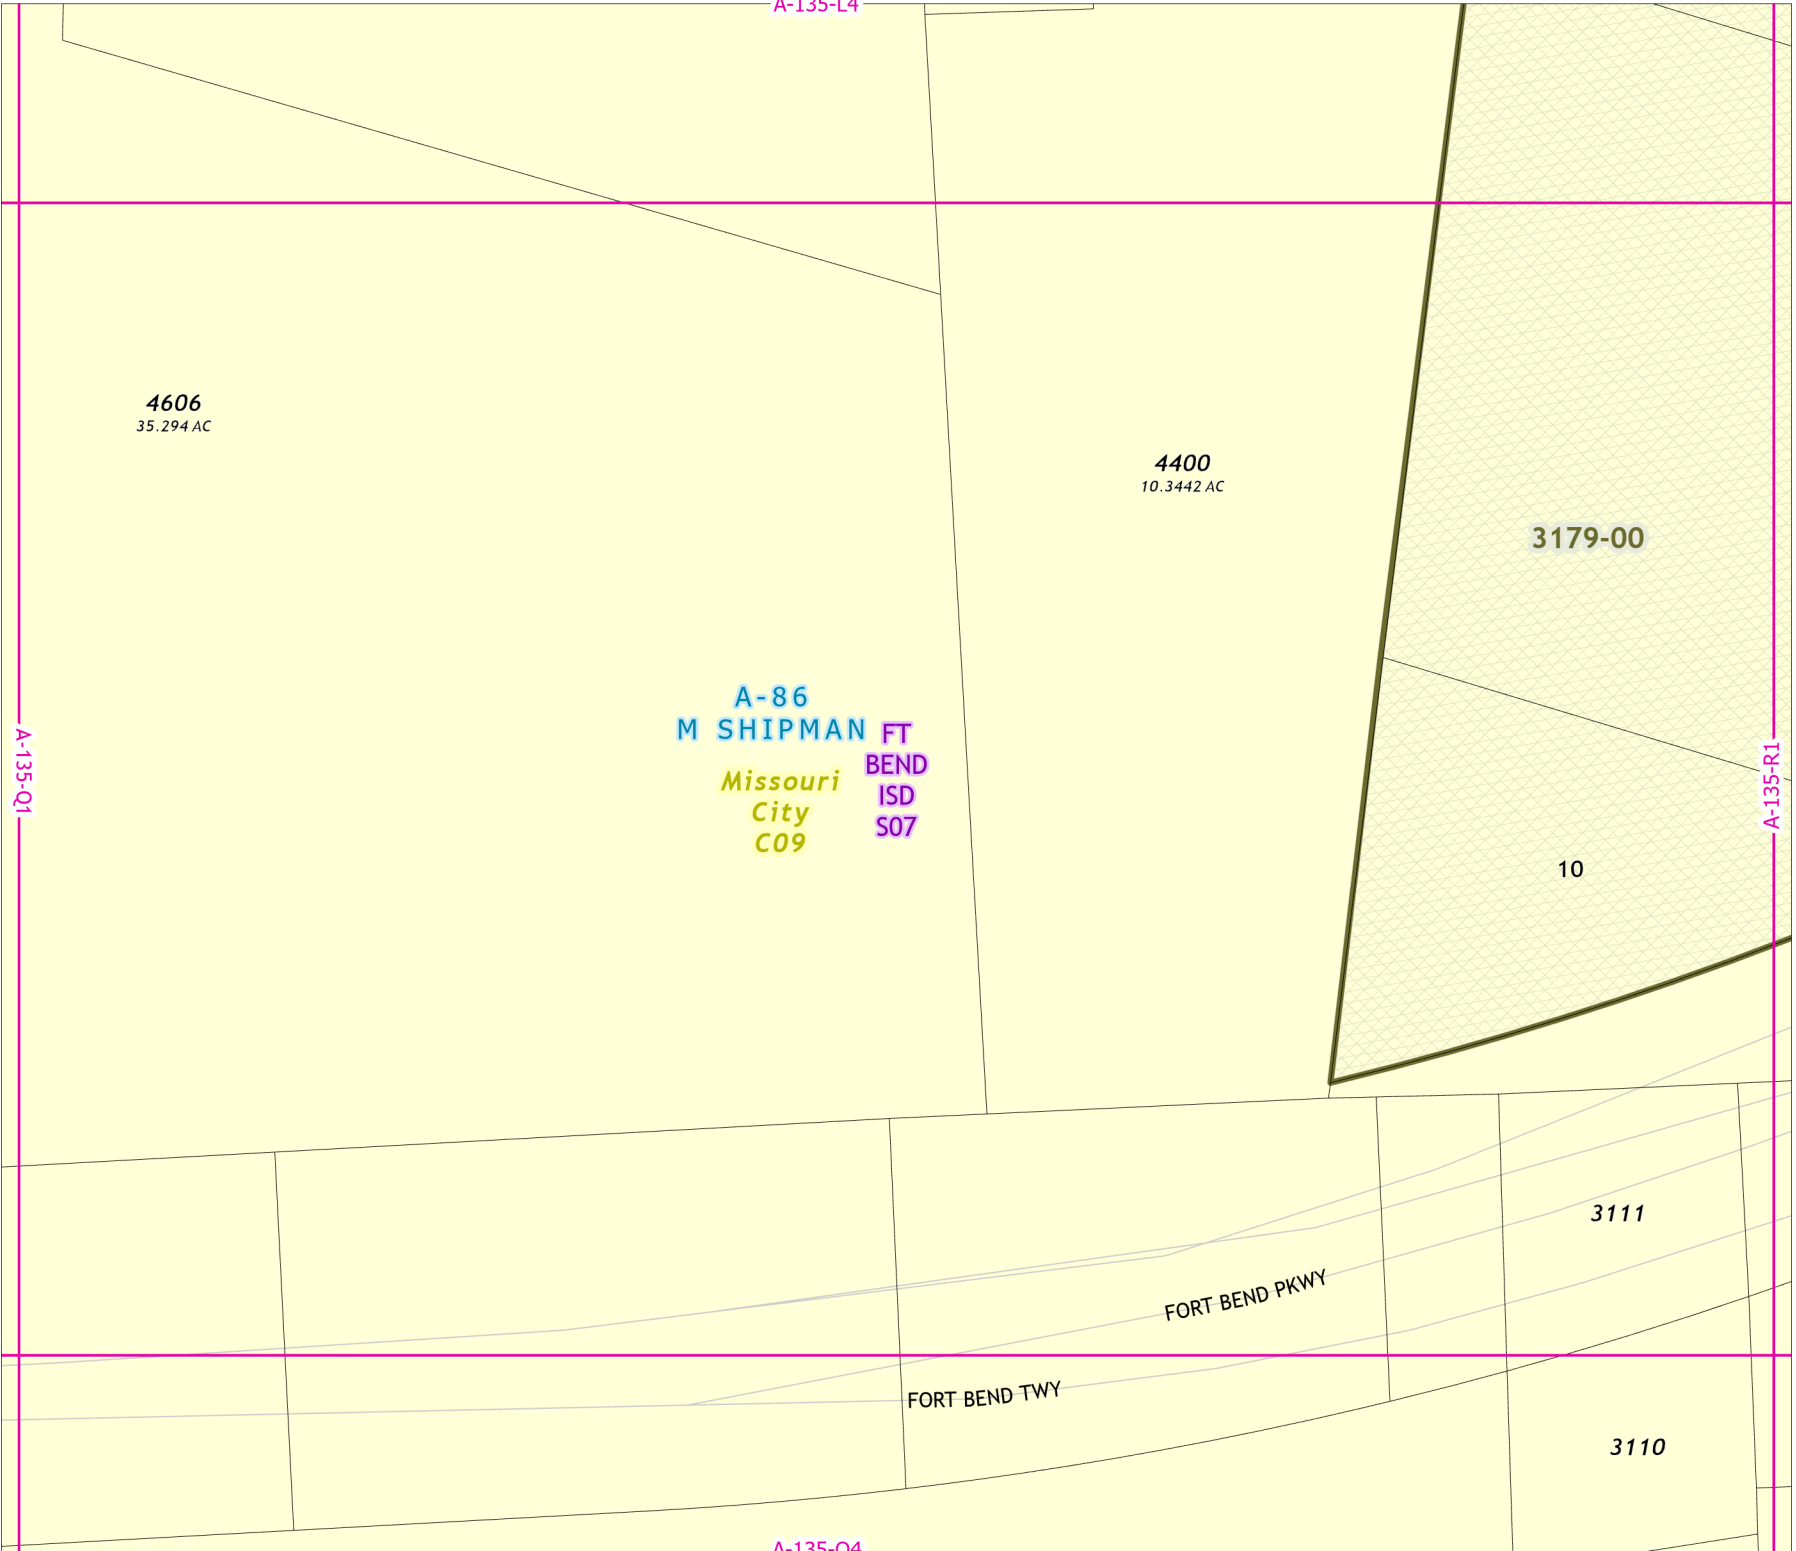 A-135-L4
4606
35.294 AC
4400
10.3442 AC
3179-00
A-86
M SHIPMAN
FT
BEND
ISD
S07
Missouri
City
C09
A-135-Q1
A-135-R1
10
3111
FORT BEND PKWY
FORT BEND TWY
3110
A-135-Q4